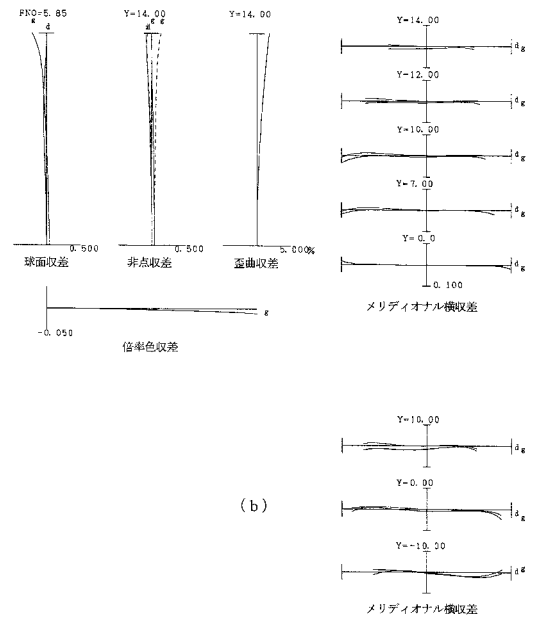 FNO=5.85
g d
0.500
球面収差
Y=14.00
g g
0.500
非点収差
Y=14.00
5.000%
歪曲収差
g
-0.050
倍率色収差
Y=14.00
d g
Y=12.00
d g
Y=10.00
d g
Y=7.00
d g
Y=0.0
d g
0.100
メリディオナル横収差
(b)
Y=10.00
d g
Y=0.00
d g
Y=-10.00
d g
メリディオナル横収差